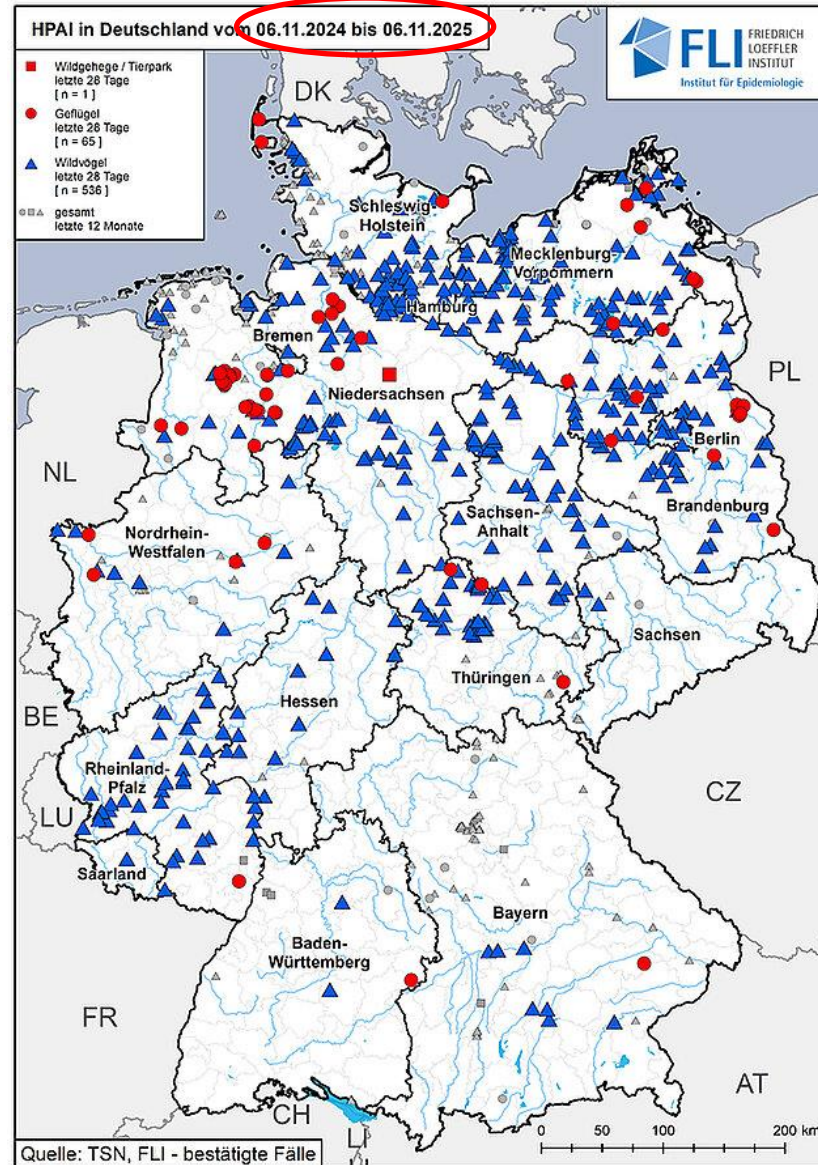 HPAI in Deutschland vom 06.11.2024 bis 06.11.2025
FLI
FRIEDRICH
LOEFFLER
INSTITUT
Institut für Epidemiologie
Wildgehege / Tierpark
letzte 28 Tage
[ n = 1 ]
Geflügel
letzte 28 Tage
[ n = 65 ]
Wildvögel
letzte 28 Tage
[ n = 536 ]
gesamt
letzte 12 Monate
DK
Schleswig-
Holstein
Mecklenburg-
Vorpommern
Hamburg
Bremen
PL
Niedersachsen
Berlin
NL
Brandenburg
Sachsen-
Anhalt
Nordrhein-
Westfalen
Sachsen
Thüringen
Hessen
BE
Rheinland-
Pfalz
CZ
LU
Saarland
Bayern
Baden-
Württemberg
FR
AT
CH
LI
0 50 100 200 km
Quelle: TSN, FLI - bestätigte Fälle